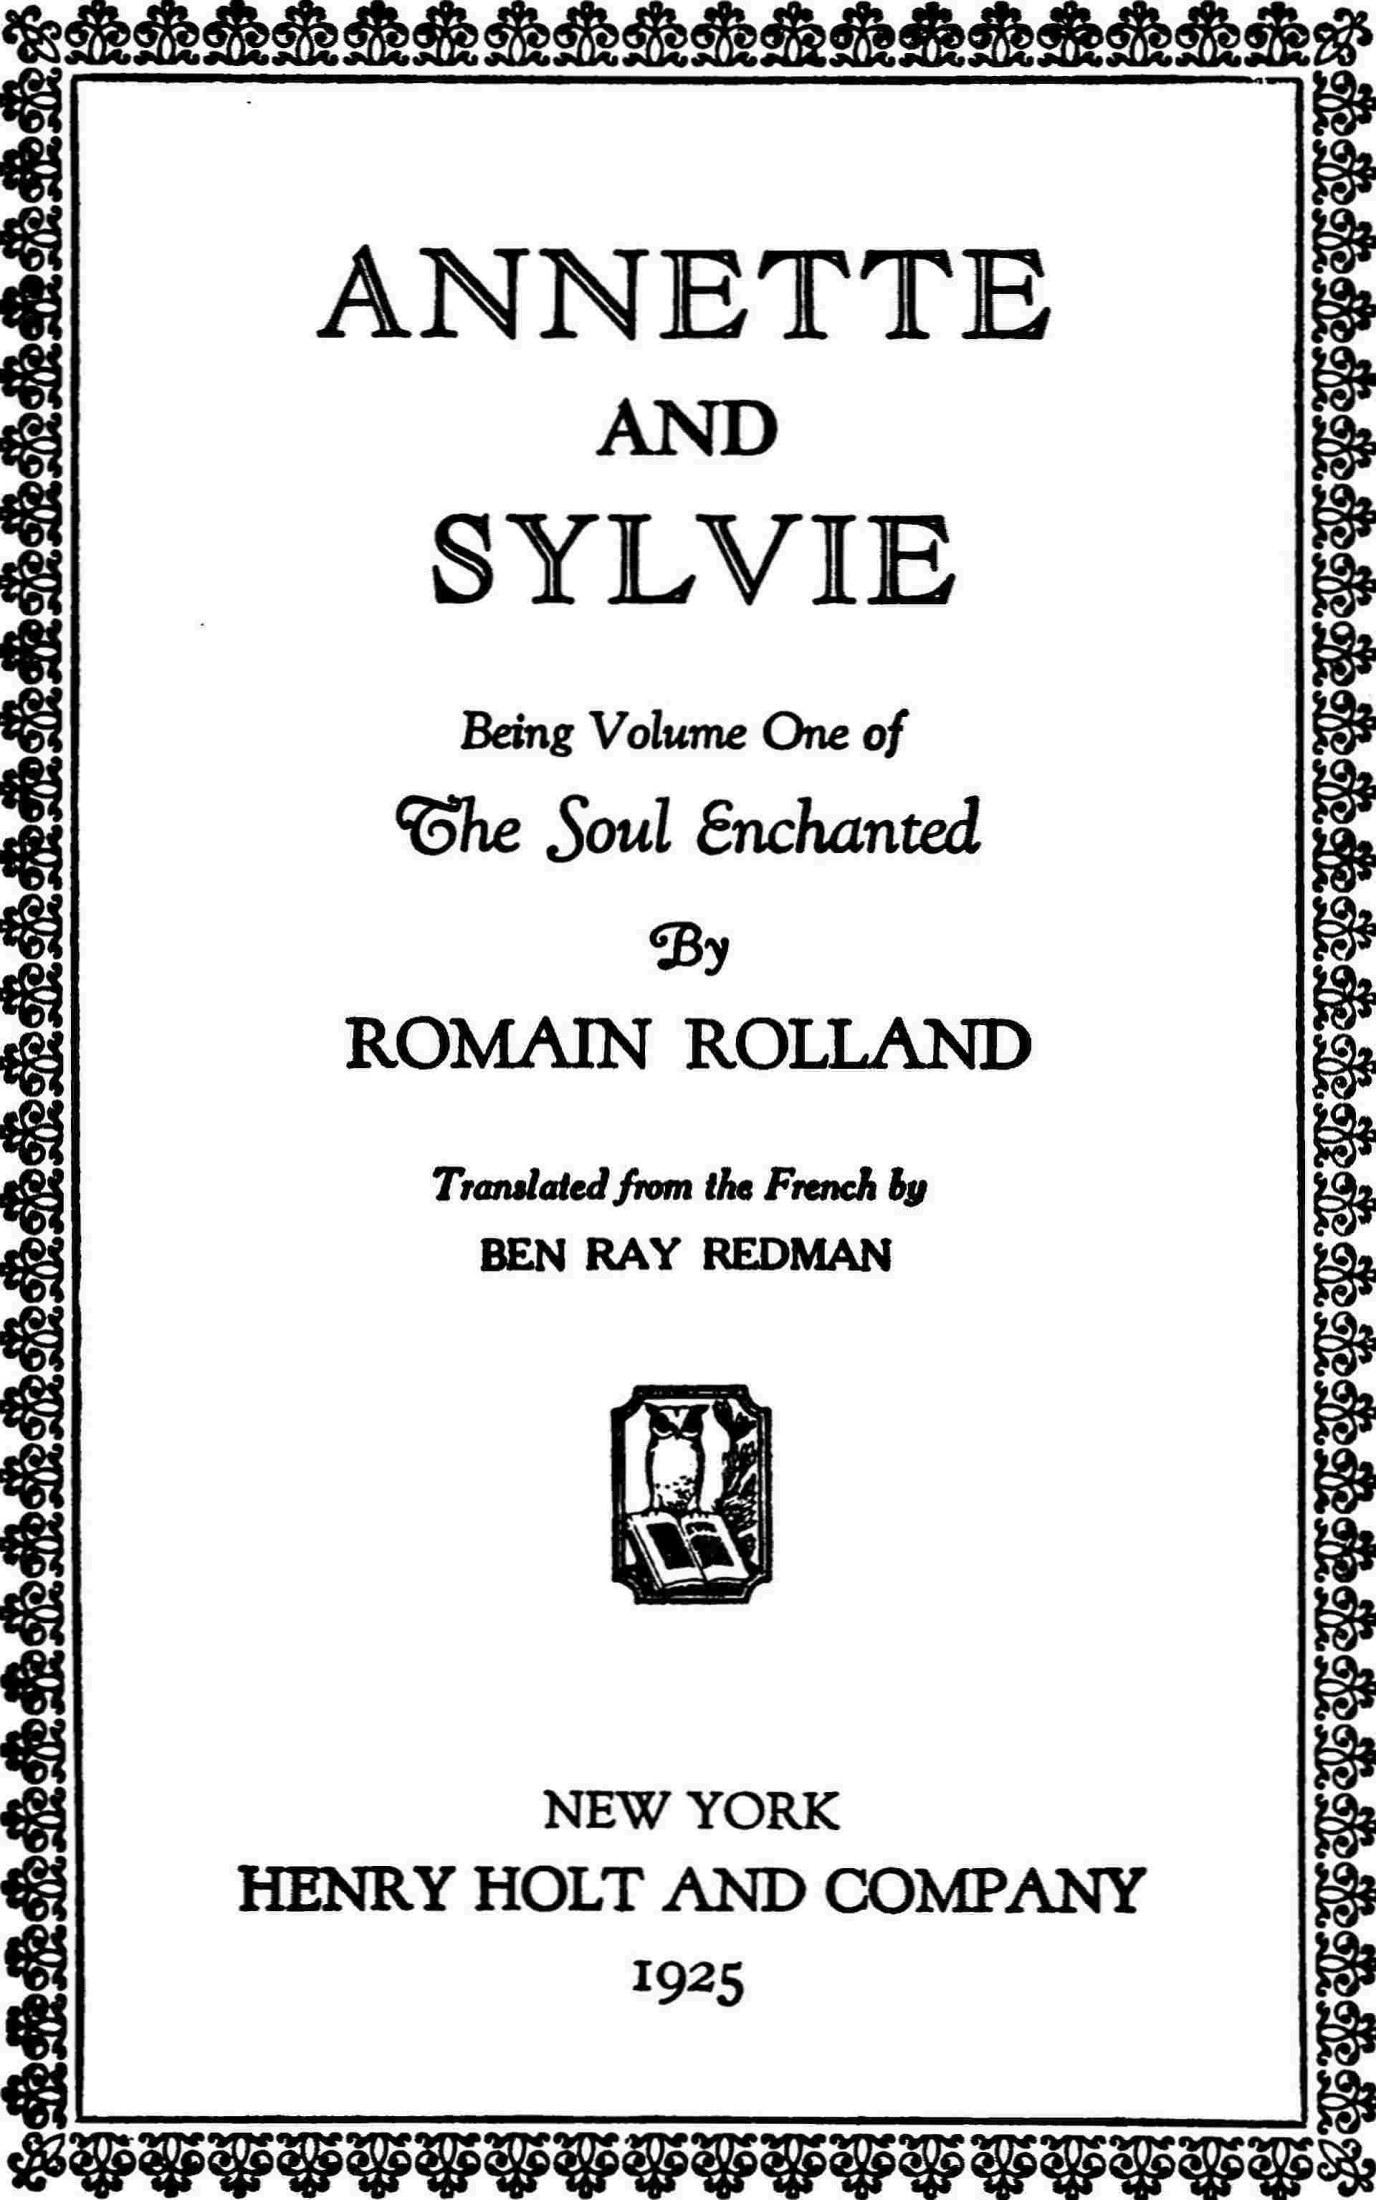 ANNETTE
AND
SYLVIE
Being Volume One of
The Soul Enchanted
By
ROMAIN ROLLAND
Translated from the French by
BEN RAY REDMAN
NEW YORK
HENRY HOLT AND COMPANY
1925